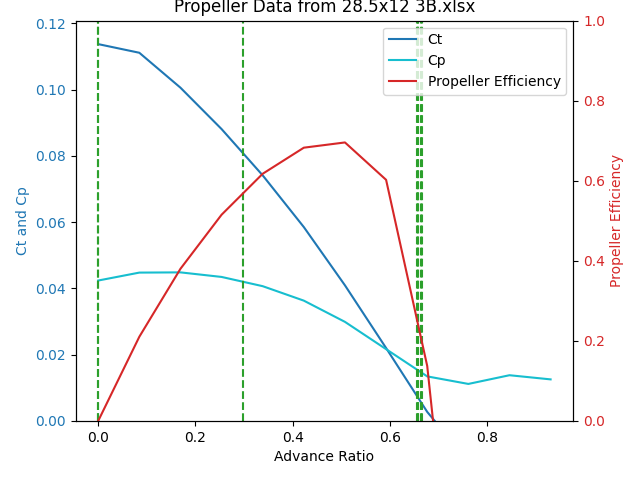 Propeller Data from 28.5x12 3B.xlsx
Ct
Cp
Propeller Efficiency
0.12
0.10
0.08
0.06
0.04
0.02
0.00
Ct and Cp
1.0
0.8
0.6
0.4
0.2
0.0
Propeller Efficiency
0.0 0.2 0.4 0.6 0.8
Advance Ratio